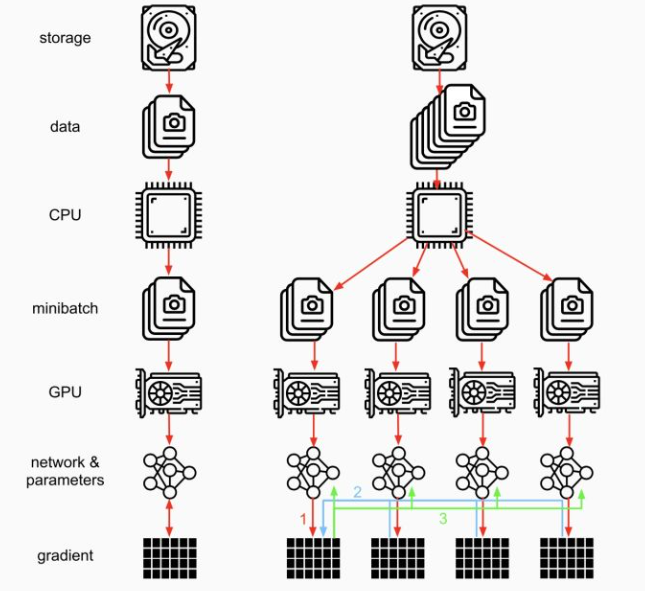 storage
data
CPU
minibatch
GPU
network &
parameters
2
1
3
gradient